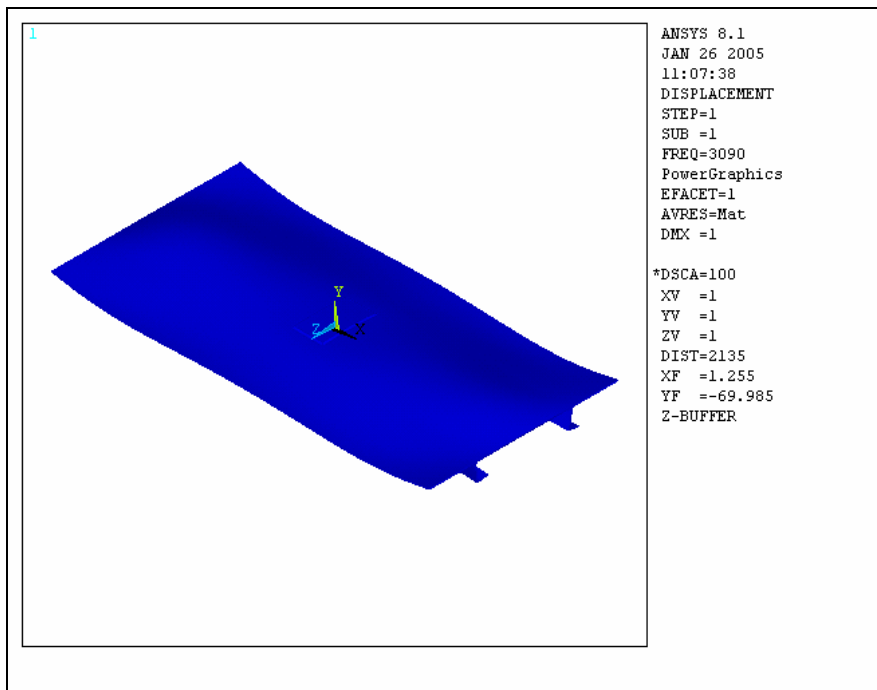 1
ANSYS 8.1
JAN 26 2005
11:07:38
DISPLACEMENT
STEP=1
SUB =1
FREQ=3090
PowerGraphics
EFACET=1
AVRES=Mat
DMX =1
*DSCA=100
XV =1
YV =1
ZV =1
DIST=2135
XF =1.255
YF =-69.985
Z-BUFFER
Y
Z X